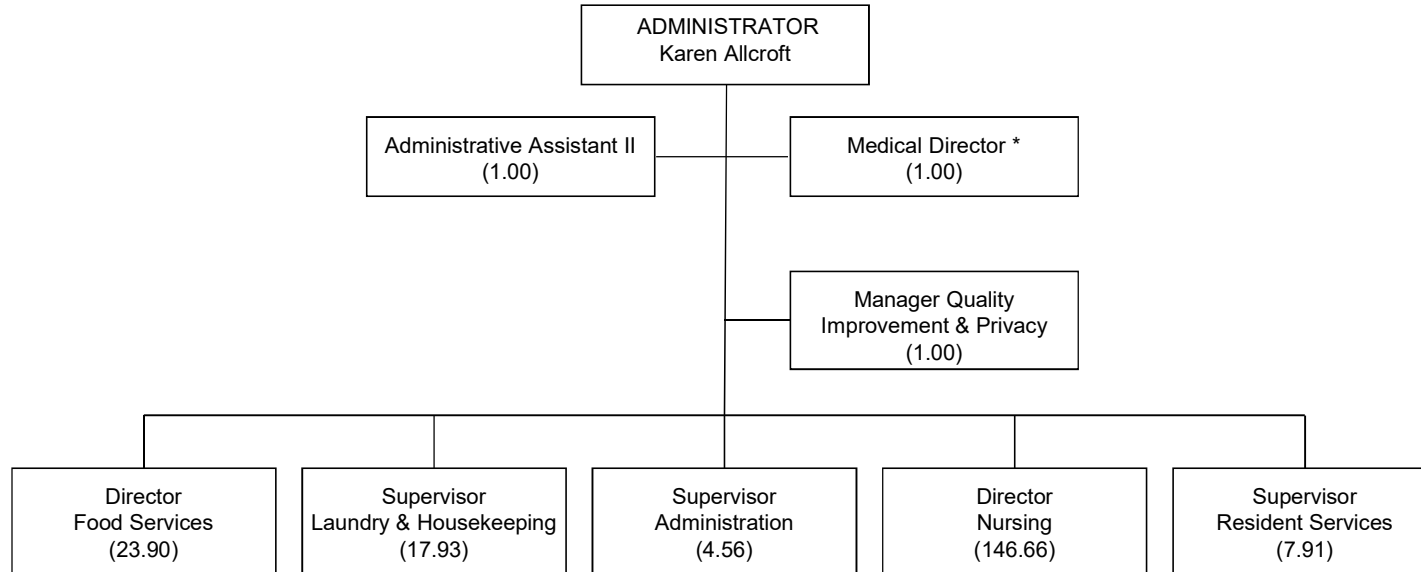 ADMINISTRATOR
Karen Allcroft
Administrative Assistant II
(1.00)
Medical Director *
(1.00)
Manager Quality
Improvement & Privacy
(1.00)
Director
Food Services
(23.90)
Supervisor
Laundry & Housekeeping
(17.93)
Supervisor
Administration
(4.56)
Director
Nursing
(146.66)
Supervisor
Resident Services
(7.91)